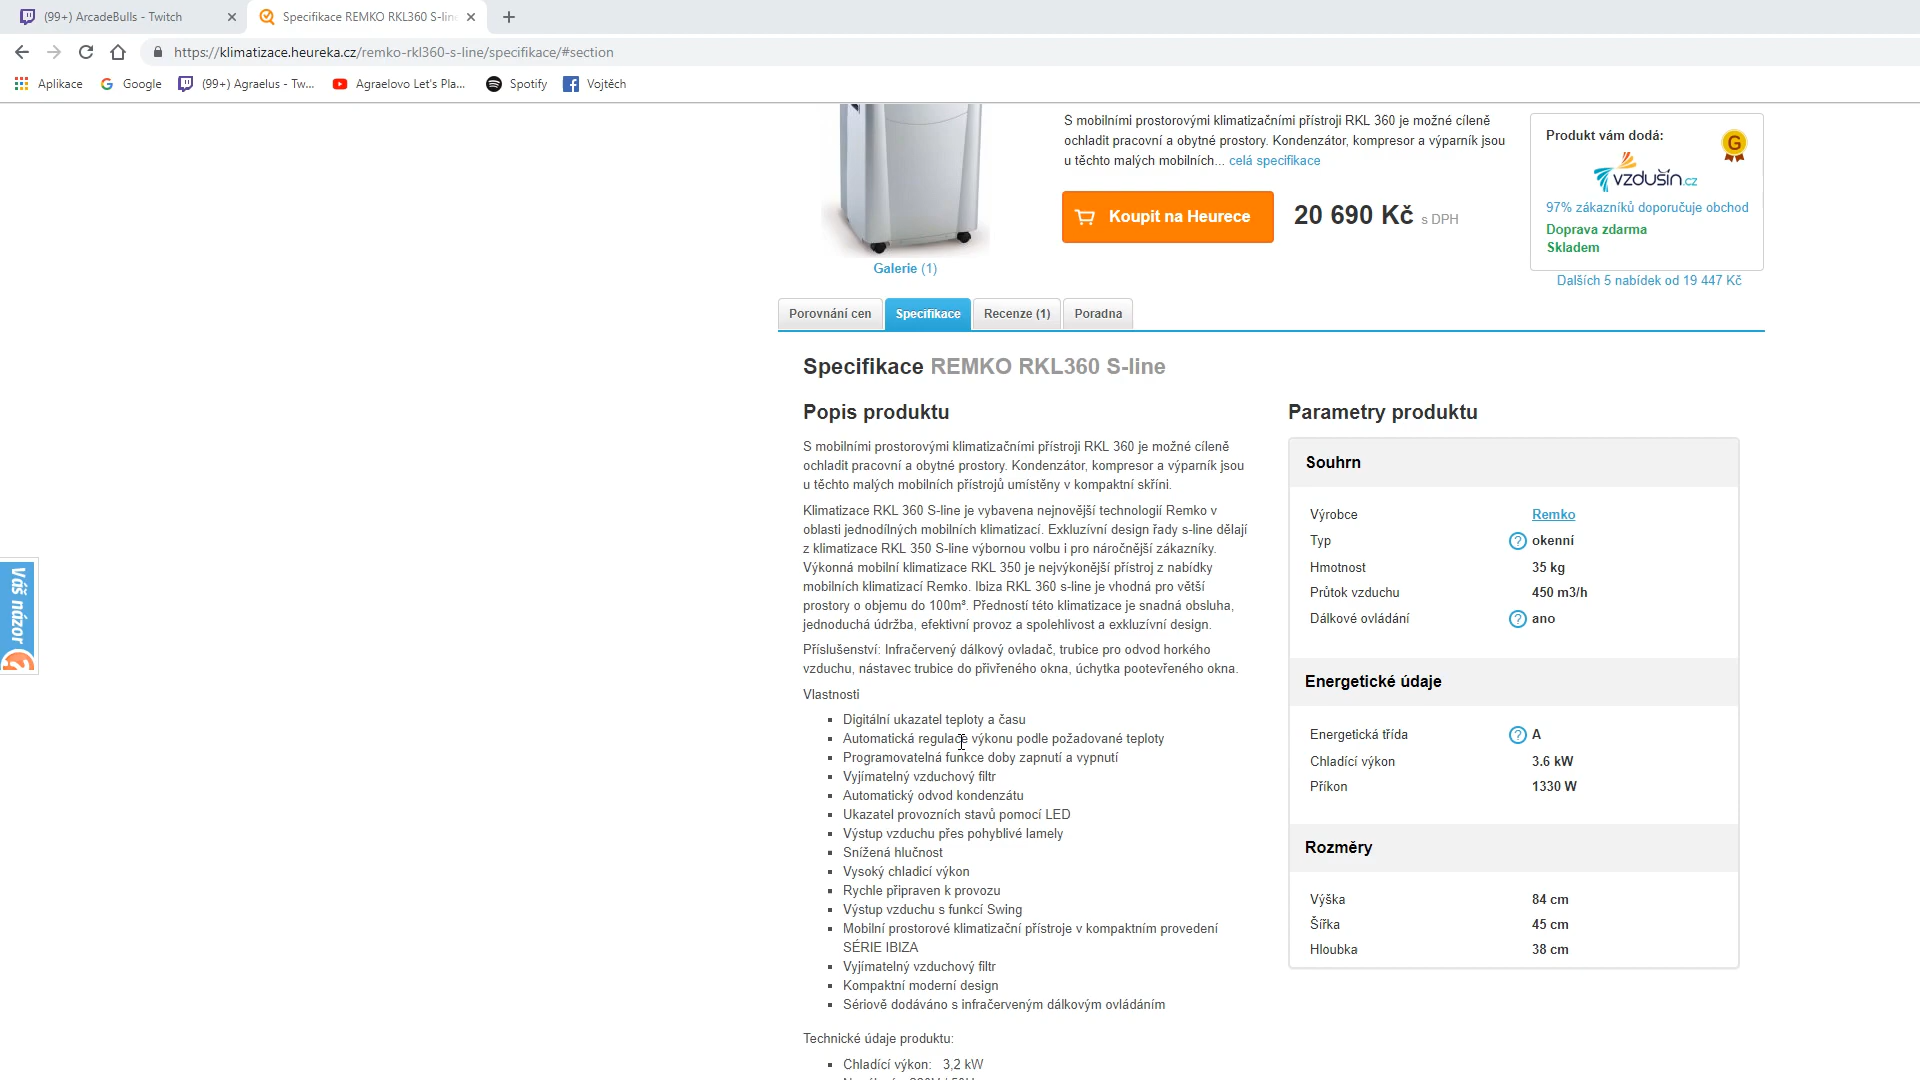 (99+) ArcadeBulls - Twitch
Specifikace REMKO RKL360 S-line
https://klimatizace.heureka.cz/remko-rkl360-s-line/specifikace/#section
Aplikace
Google
(99+) Agraelus - Tw...
Agraelovo Let's Pla...
Spotify
Vojtěch
S mobilními prostorovými klimatizačními přístroji RKL 360 je možné cíleně
ochladit pracovní a obytné prostory. Kondenzátor, kompresor a výparník jsou
u těchto malých mobilních... celá specifikace
Koupit na Heurece
20 690 Kč s DPH
Galerie (1)
Produkt vám dodá:
G
vzdušín.cz
97% zákazníků doporučuje obchod
Doprava zdarma
Skladem
Dalších 5 nabídek od 19 447 Kč
Porovnání cen
Specifikace
Recenze (1)
Poradna
Specifikace REMKO RKL360 S-line
Popis produktu
S mobilními prostorovými klimatizačními přístroji RKL 360 je možné cíleně
ochladit pracovní a obytné prostory. Kondenzátor, kompresor a výparník jsou
u těchto malých mobilních přístrojů umístěny v kompaktní skříni.
Klimatizace RKL 360 S-line je vybavena nejnovější technologií Remko v
oblasti jednodílných mobilních klimatizací. Exkluzívní design řady s-line dělají
z klimatizace RKL 350 S-line výbornou volbu i pro náročnější zákazníky.
Výkonná mobilní klimatizace RKL 350 je nejvýkonější přístroj z nabídky
mobilních klimatizací Remko. Ibiza RKL 360 s-line je vhodná pro větší
prostory o objemu do 100m³. Předností této klimatizace je snadná obsluha,
jednoduchá údržba, efektivní provoz a spolehlivost a exkluzívní design.
Příslušenství: Infračervený dálkový ovladač, trubice pro odvod horkého
vzduchu, nástavec trubice do přivřeného okna, úchytka pootevřeného okna.
Vlastnosti
Digitální ukazatel teploty a času
Automatická regulace výkonu podle požadované teploty
Programovatelná funkce doby zapnutí a vypnutí
Vyjímatelný vzduchový filtr
Automatický odvod kondenzátu
Ukazatel provozních stavů pomocí LED
Výstup vzduchu přes pohyblivé lamely
Snížená hlučnost
Vysoký chladicí výkon
Rychle připraven k provozu
Výstup vzduchu s funkcí Swing
Mobilní prostorové klimatizační přístroje v kompaktním provedení
SÉRIE IBIZA
Vyjímatelný vzduchový filtr
Kompaktní moderní design
Sériově dodáváno s infračerveným dálkovým ovládáním
Technické údaje produktu:
Chladící výkon: 3,2 kW
Parametry produktu
Souhrn
Výrobce Remko
Typ ? okenní
Hmotnost 35 kg
Průtok vzduchu 450 m3/h
Dálkové ovládání ? ano
Energetické údaje
Energetická třída ? A
Chladící výkon 3.6 kW
Příkon 1330 W
Rozměry
Výška 84 cm
Šířka 45 cm
Hloubka 38 cm
Váš názor